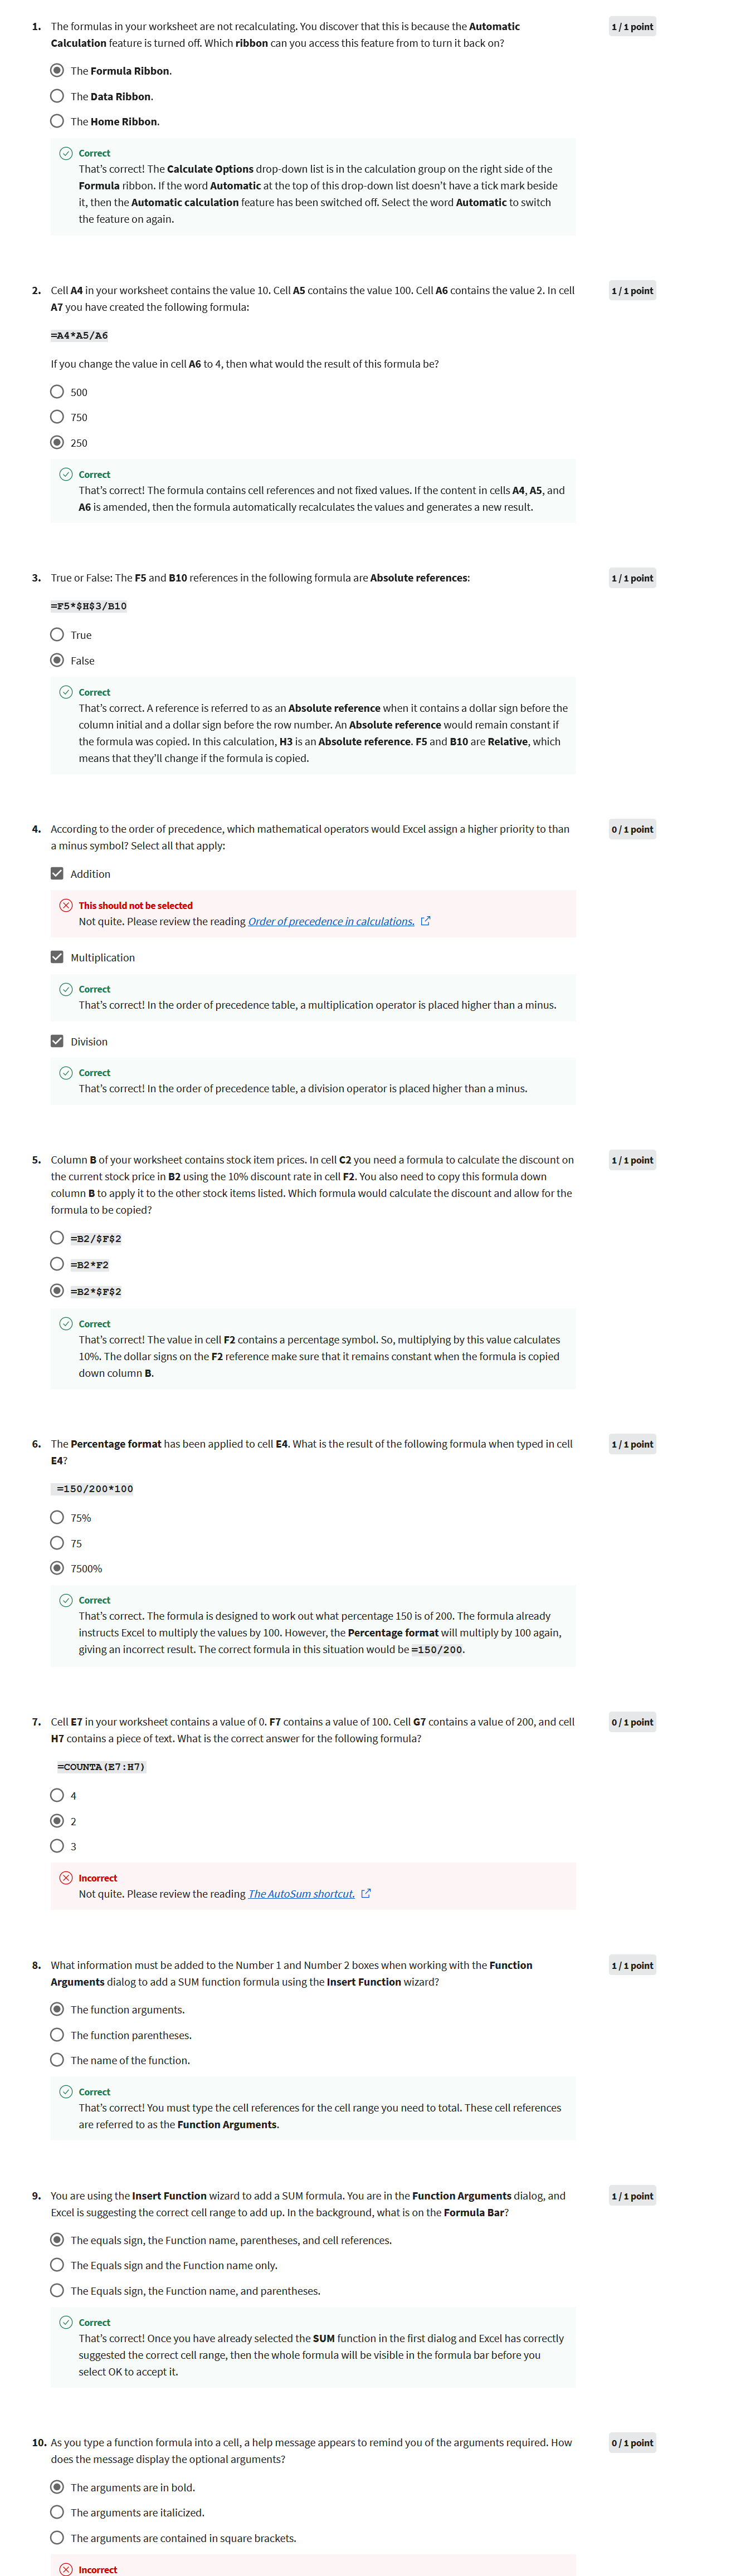 1. The formulas in your worksheet are not recalculating. You discover that this is because the Automatic
Calculation feature is turned off. Which ribbon can you access this feature from to turn it back on?
1 / 1 point
The Formula Ribbon.
The Data Ribbon.
The Home Ribbon.
Correct
That's correct! The Calculate Options drop-down list is in the calculation group on the right side of the
Formula ribbon. If the word Automatic at the top of this drop-down list doesn't have a tick mark beside
it, then the Automatic calculation feature has been switched off. Select the word Automatic to switch
the feature on again.
2. Cell A4 in your worksheet contains the value 10. Cell A5 contains the value 100. Cell A6 contains the value 2. In cell
A7 you have created the following formula:
1 / 1 point
=A4*A5/A6
If you change the value in cell A6 to 4, then what would the result of this formula be?
500
750
250
Correct
That's correct! The formula contains cell references and not fixed values. If the content in cells A4, A5, and
A6 is amended, then the formula automatically recalculates the values and generates a new result.
3. True or False: The F5 and B10 references in the following formula are Absolute references:
1 / 1 point
=F5*$H$3/B10
True
False
Correct
That's correct. A reference is referred to as an Absolute reference when it contains a dollar sign before the
column initial and a dollar sign before the row number. An Absolute reference would remain constant if
the formula was copied. In this calculation, H3 is an Absolute reference. F5 and B10 are Relative, which
means that they'll change if the formula is copied.
4. According to the order of precedence, which mathematical operators would Excel assign a higher priority to than
a minus symbol? Select all that apply:
0 / 1 point
Addition
This should not be selected
Not quite. Please review the reading Order of precedence in calculations.
Multiplication
Correct
That's correct! In the order of precedence table, a multiplication operator is placed higher than a minus.
Division
Correct
That's correct! In the order of precedence table, a division operator is placed higher than a minus.
5. Column B of your worksheet contains stock item prices. In cell C2 you need a formula to calculate the discount on
the current stock price in B2 using the 10% discount rate in cell F2. You also need to copy this formula down
column B to apply it to the other stock items listed. Which formula would calculate the discount and allow for the
formula to be copied?
1 / 1 point
=B2/$F$2
=B2*F2
=B2*$F$2
Correct
That's correct! The value in cell F2 contains a percentage symbol. So, multiplying by this value calculates
10%. The dollar signs on the F2 reference make sure that it remains constant when the formula is copied
down column B.
6. The Percentage format has been applied to cell E4. What is the result of the following formula when typed in cell
E4?
1 / 1 point
=150/200*100
75%
75
7500%
Correct
That's correct. The formula is designed to work out what percentage 150 is of 200. The formula already
instructs Excel to multiply the values by 100. However, the Percentage format will multiply by 100 again,
giving an incorrect result. The correct formula in this situation would be =150/200.
7. Cell E7 in your worksheet contains a value of 0. F7 contains a value of 100. Cell G7 contains a value of 200, and cell
H7 contains a piece of text. What is the correct answer for the following formula?
0 / 1 point
=COUNTA(E7:H7)
4
2
3
Incorrect
Not quite. Please review the reading The AutoSum shortcut.
8. What information must be added to the Number 1 and Number 2 boxes when working with the Function
Arguments dialog to add a SUM function formula using the Insert Function wizard?
1 / 1 point
The function arguments.
The function parentheses.
The name of the function.
Correct
That's correct! You must type the cell references for the cell range you need to total. These cell references
are referred to as the Function Arguments.
9. You are using the Insert Function wizard to add a SUM formula. You are in the Function Arguments dialog, and
Excel is suggesting the correct cell range to add up. In the background, what is on the Formula Bar?
1 / 1 point
The equals sign, the Function name, parentheses, and cell references.
The Equals sign and the Function name only.
The Equals sign, the Function name, and parentheses.
Correct
That's correct! Once you have already selected the SUM function in the first dialog and Excel has correctly
suggested the correct cell range, then the whole formula will be visible in the formula bar before you
select OK to accept it.
10. As you type a function formula into a cell, a help message appears to remind you of the arguments required. How
does the message display the optional arguments?
0 / 1 point
The arguments are in bold.
The arguments are italicized.
The arguments are contained in square brackets.
Incorrect